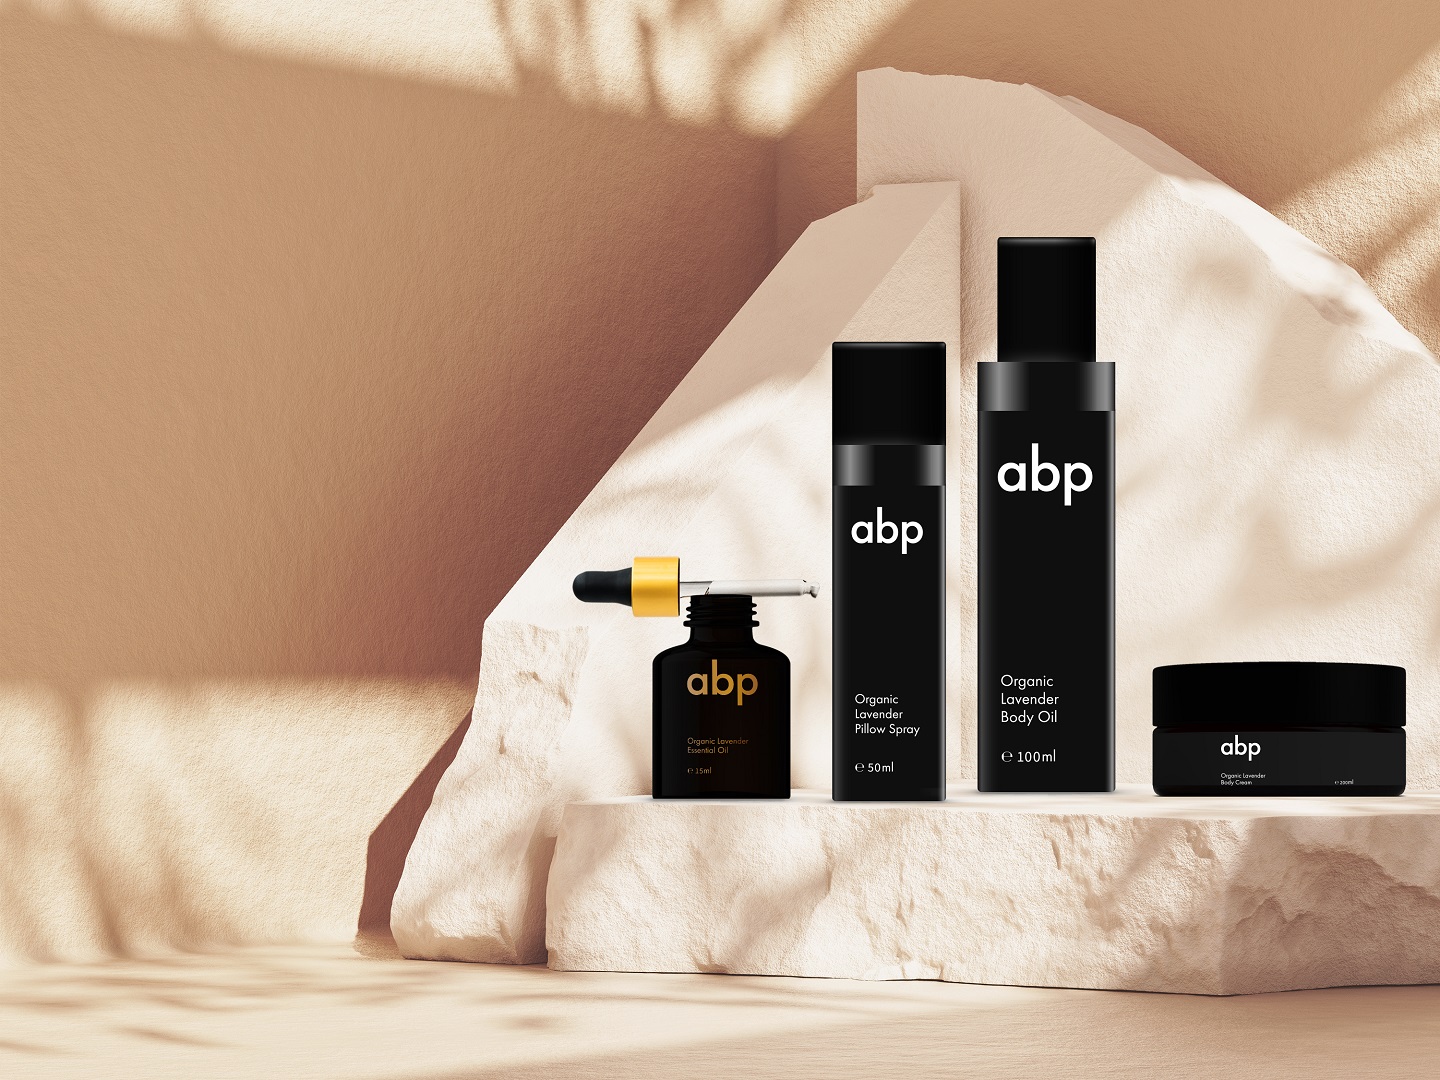 abp
Organic Lavender
Essential Oil
℮ 15ml
abp
Organic
Lavender
Pillow Spray
℮ 50ml
abp
Organic
Lavender
Body Oil
℮ 100ml
abp
Organic Lavender
Body Cream
℮ 200ml